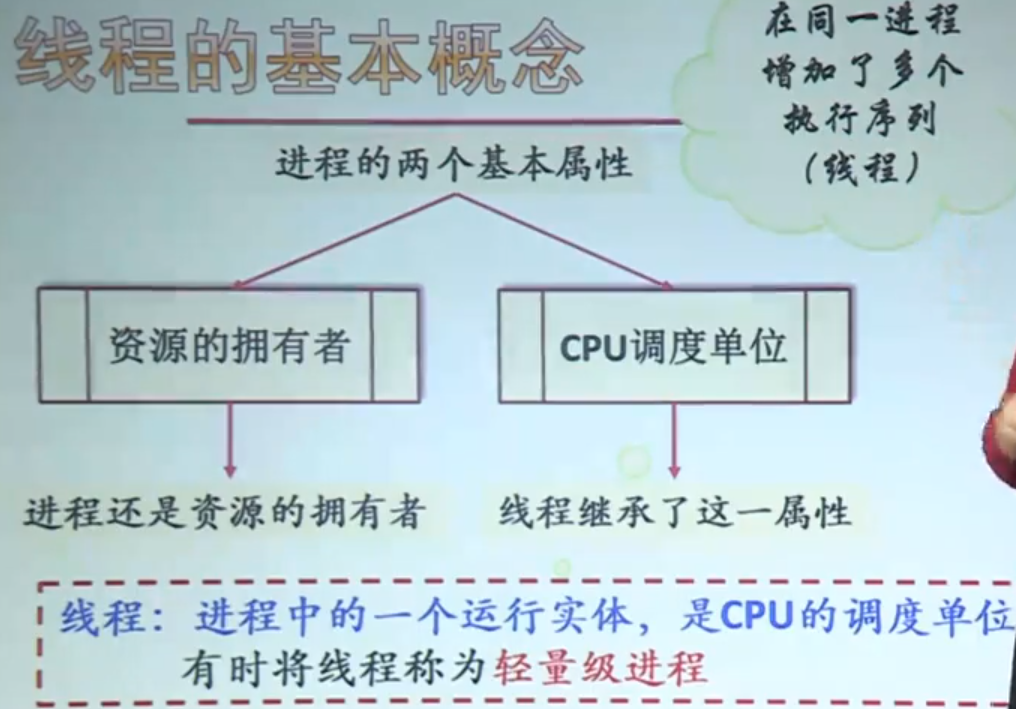 线程的基本概念
在同一进程
增加了多个
执行序列
（线程）
进程的两个基本属性
资源的拥有者
CPU调度单位
进程还是资源的拥有者
线程继承了这一属性
线程：进程中的一个运行实体，是CPU的调度单位
有时将线程称为轻量级进程